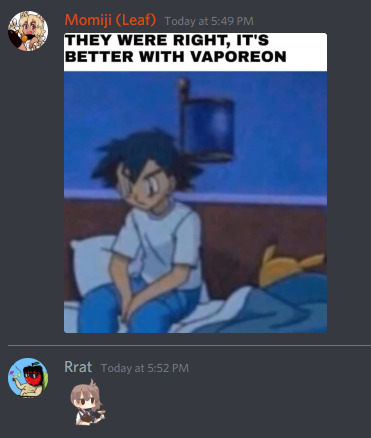 Momiji (Leaf) Today at 5:49 PM
THEY WERE RIGHT, IT'S
BETTER WITH VAPOREON
Rrat Today at 5:52 PM